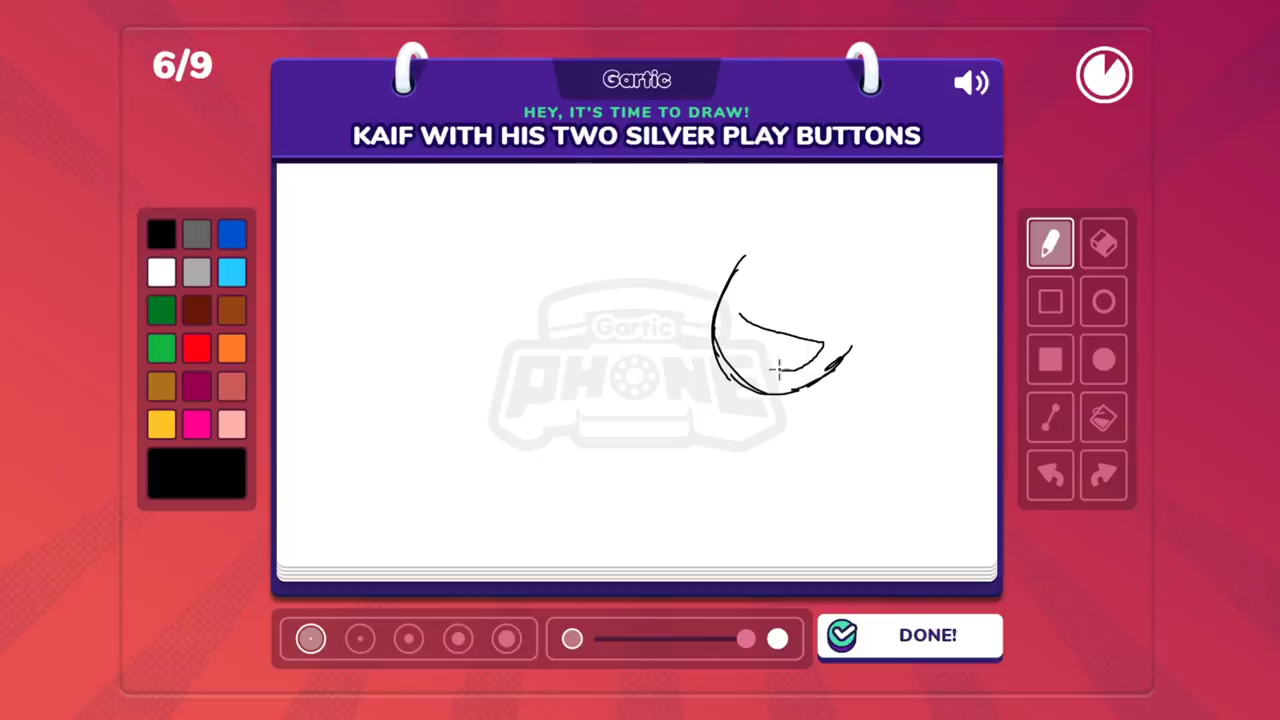 6/9
Gartic
HEY, IT'S TIME TO DRAW!
KAIF WITH HIS TWO SILVER PLAY BUTTONS
Gartic
PHONE
DONE!